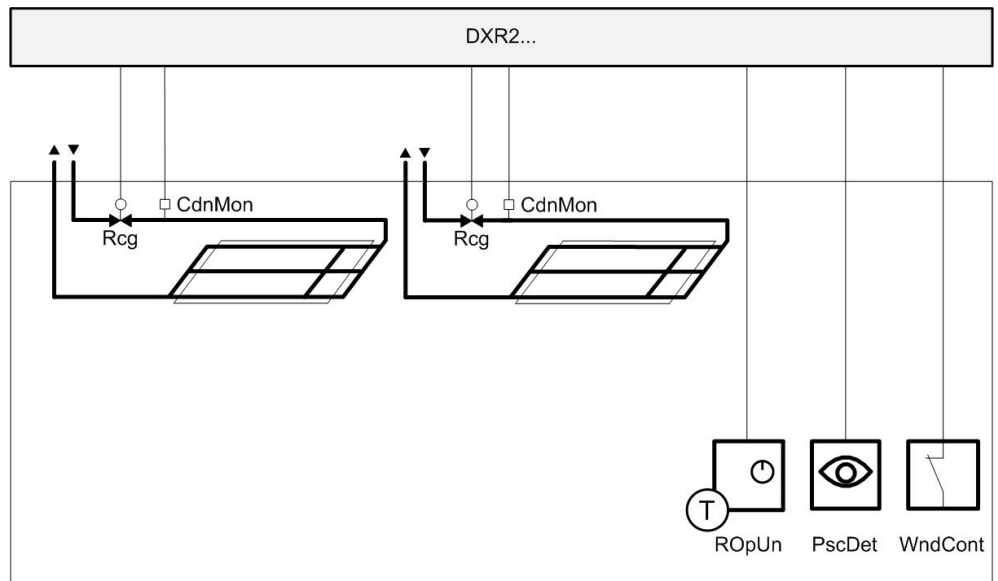 DXR2...
CdnMon
CdnMon
Rcg
Rcg
T
ROpUn PscDet WndCont